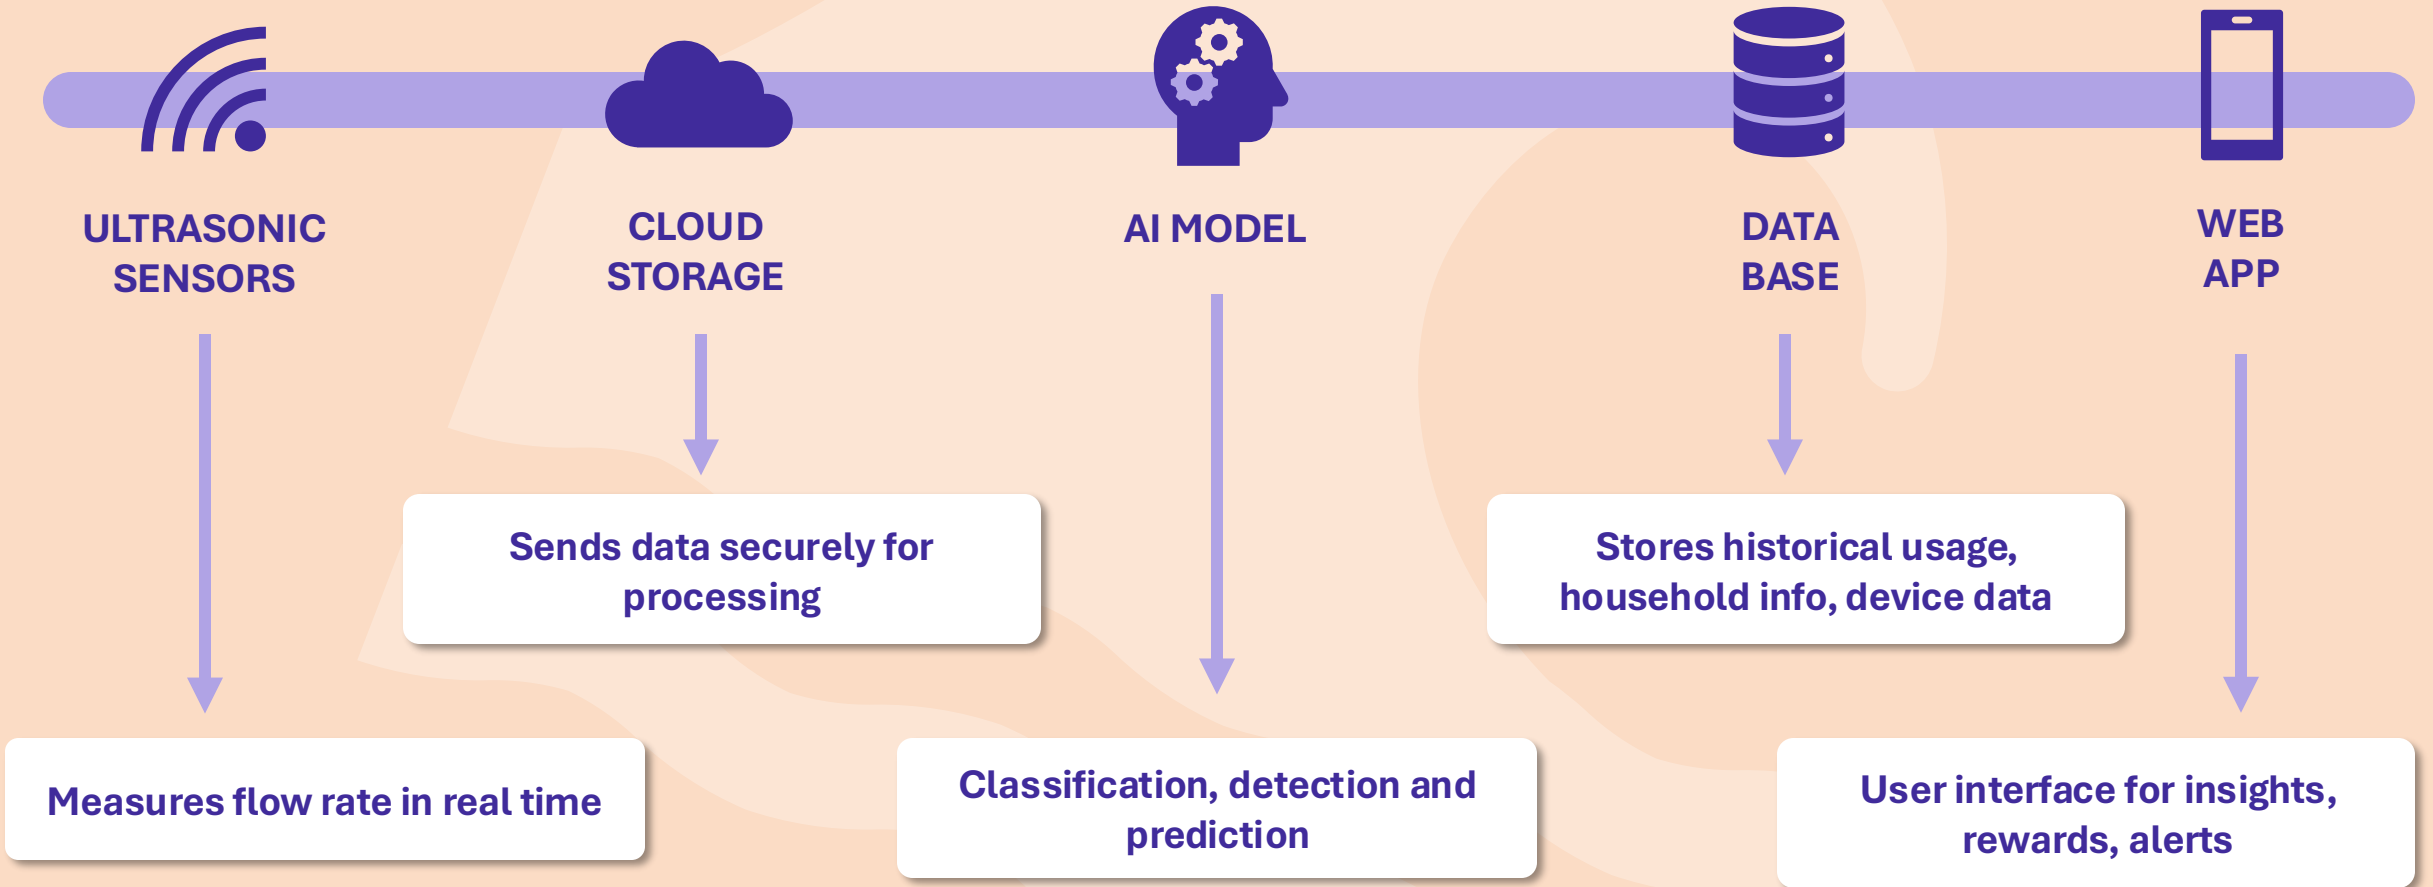 ULTRASONIC
SENSORS
CLOUD
STORAGE
AI MODEL
DATA
BASE
WEB
APP
Sends data securely for
processing
Stores historical usage,
household info, device data
Measures flow rate in real time
Classification, detection and
prediction
User interface for insights,
rewards, alerts